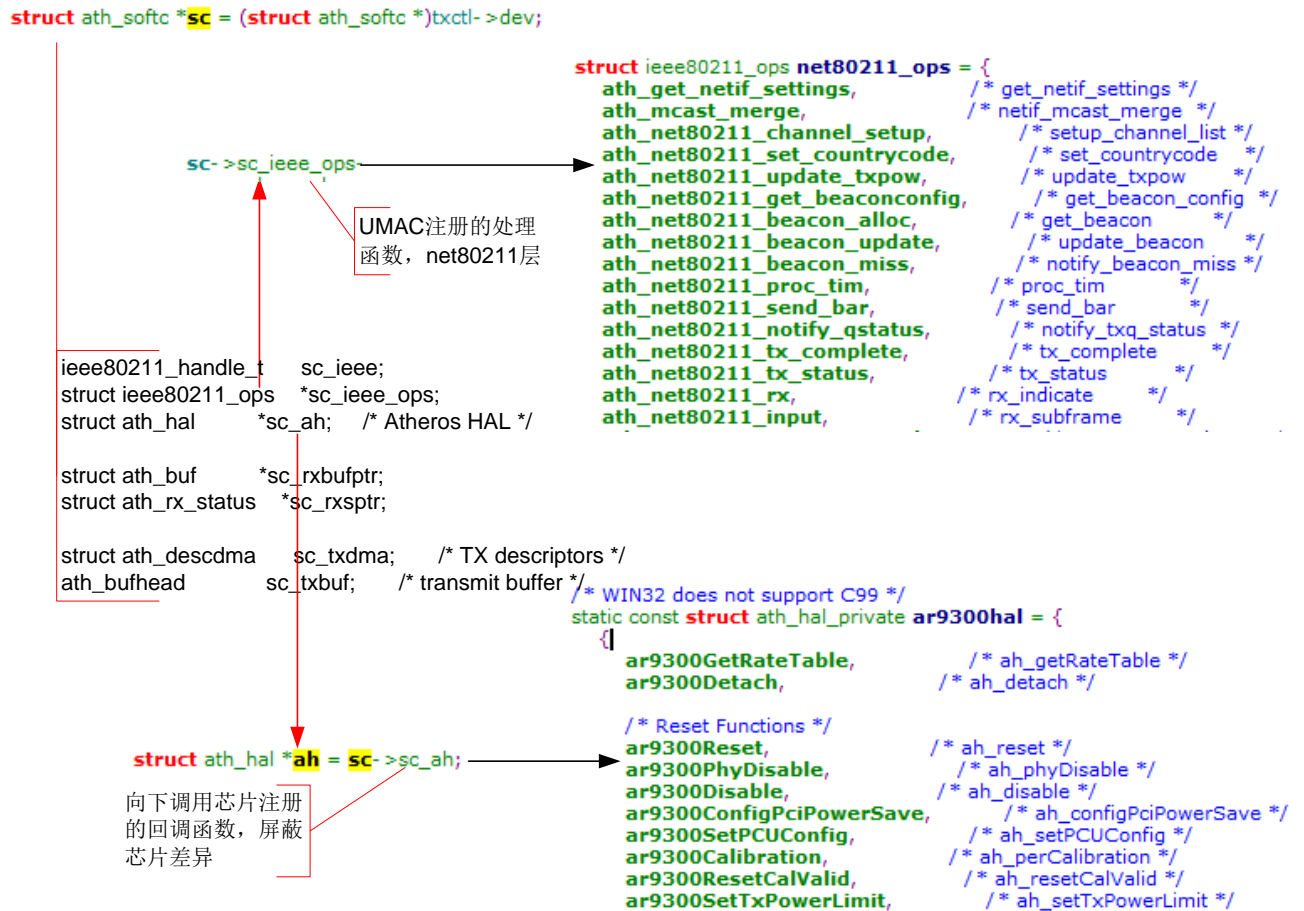 struct ath_softc *sc = (struct ath_softc *)txctl->dev;
struct ieee80211_ops net80211_ops = {
ath_get_netif_settings, /* get_netif_settings */
ath_mcast_merge, /* netif_mcast_merge */
ath_net80211_channel_setup, /* setup_channel_list */
ath_net80211_set_countrycode, /* set_countrycode */
ath_net80211_update_txpow, /* update_txpow */
ath_net80211_get_beaconconfig, /* get_beacon_config */
ath_net80211_beacon_alloc, /* get_beacon */
ath_net80211_beacon_update, /* update_beacon */
ath_net80211_beacon_miss, /* notify_beacon_miss */
ath_net80211_proc_tim, /* proc_tim */
ath_net80211_send_bar, /* send_bar */
ath_net80211_notify_qstatus, /* notify_txq_status */
ath_net80211_tx_complete, /* tx_complete */
ath_net80211_tx_status, /* tx_status */
ath_net80211_rx, /* rx_indicate */
ath_net80211_input, /* rx_subframe */
sc->sc_ieee_ops
UMAC注册的处理
函数，net80211层
ieee80211_handle_t sc_ieee;
struct ieee80211_ops *sc_ieee_ops;
struct ath_hal *sc_ah; /* Atheros HAL */
struct ath_buf *sc_rxbufptr;
struct ath_rx_status *sc_rxsptr;
struct ath_descdma sc_txdma; /* TX descriptors */
ath_bufhead sc_txbuf; /* transmit buffer */
/* WIN32 does not support C99 */
static const struct ath_hal_private ar9300hal = {
{
ar9300GetRateTable, /* ah_getRateTable */
ar9300Detach, /* ah_detach */
/* Reset Functions */
ar9300Reset, /* ah_reset */
ar9300PhyDisable, /* ah_phyDisable */
ar9300Disable, /* ah_disable */
ar9300ConfigPciPowerSave, /* ah_configPciPowerSave */
ar9300SetPCUConfig, /* ah_setPCUConfig */
ar9300Calibration, /* ah_perCalibration */
ar9300ResetCalValid, /* ah_resetCalValid */
ar9300SetTxPowerLimit, /* ah_setTxPowerLimit */
struct ath_hal *ah = sc->sc_ah;
向下调用芯片注册
的回调函数，屏蔽
芯片差异